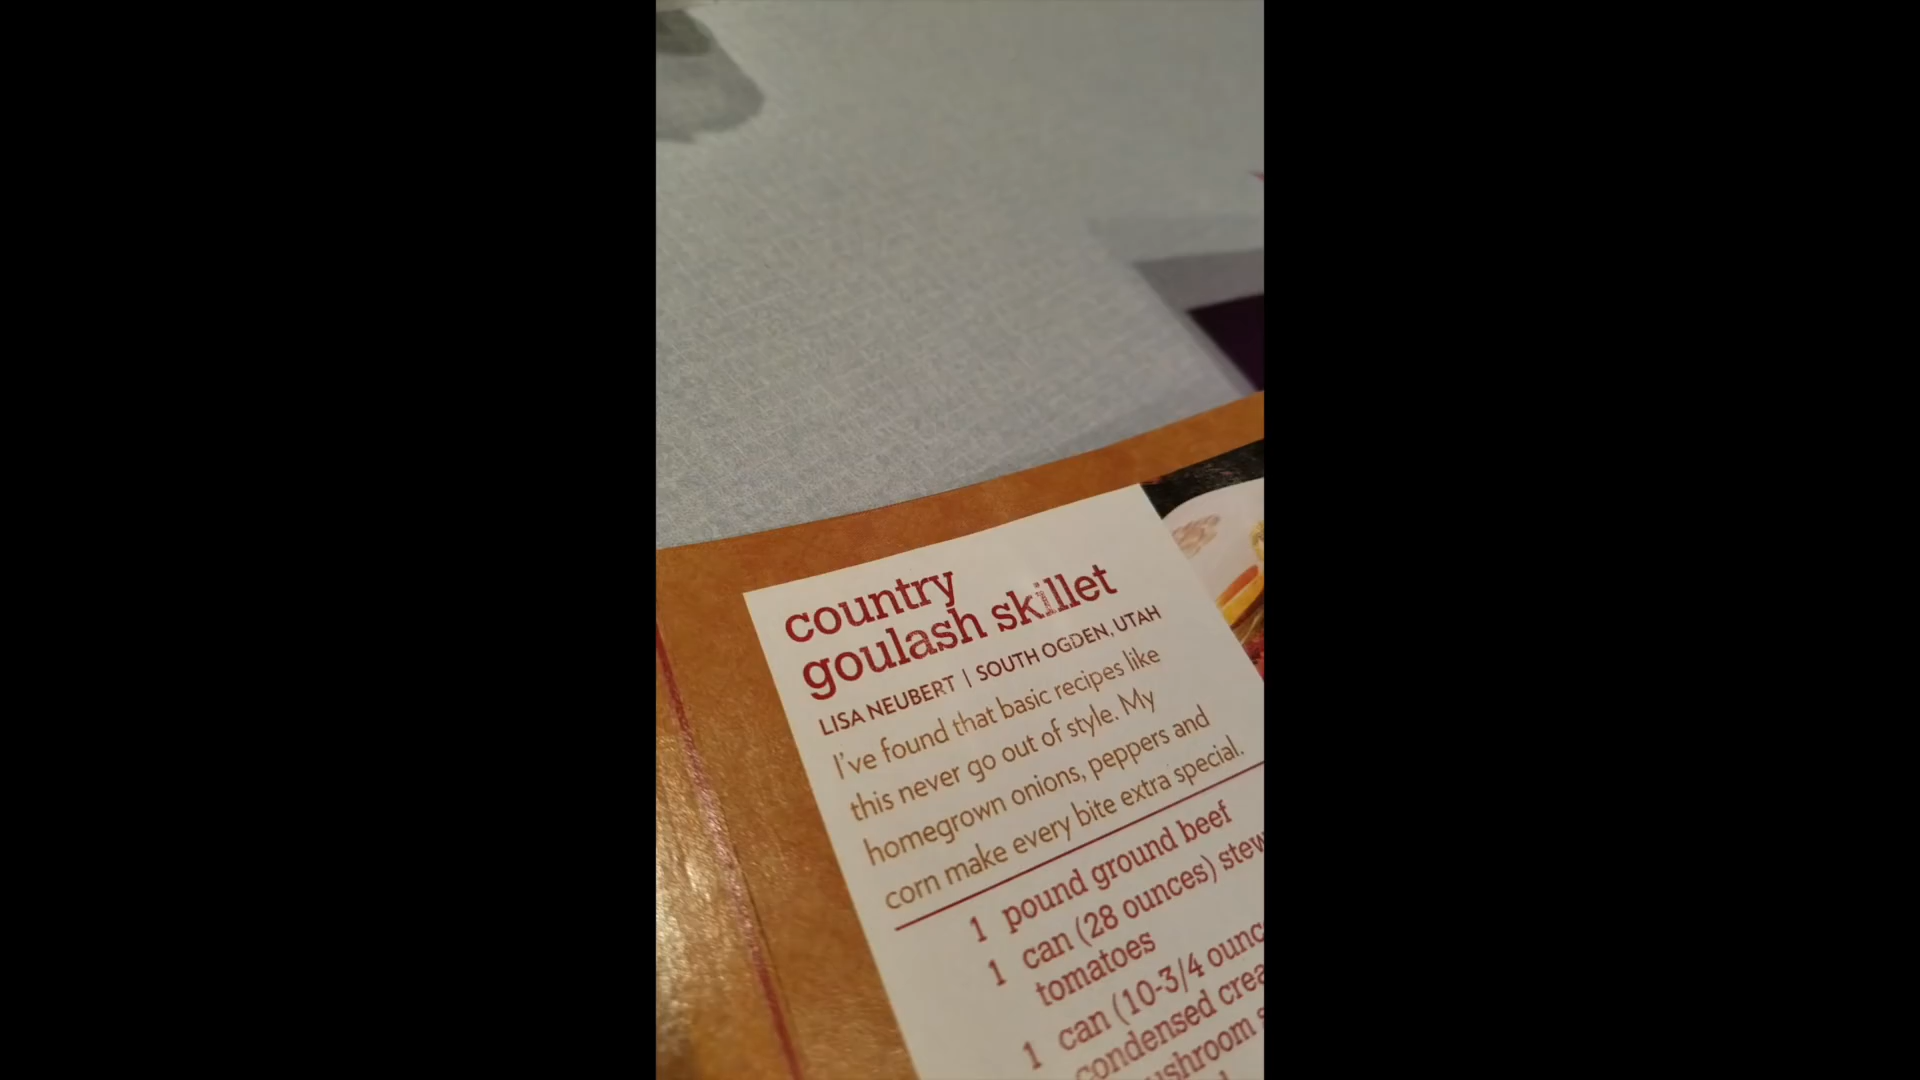 country
goulash skillet
LISA NEUBERT | SOUTH OGDEN, UTAH
I've found that basic recipes like
this never go out of style. My
homegrown onions, peppers and
corn make every bite extra special.
1 pound ground beef
1 can (28 ounces)
tomatoes
1 can (10-3/4
condensed